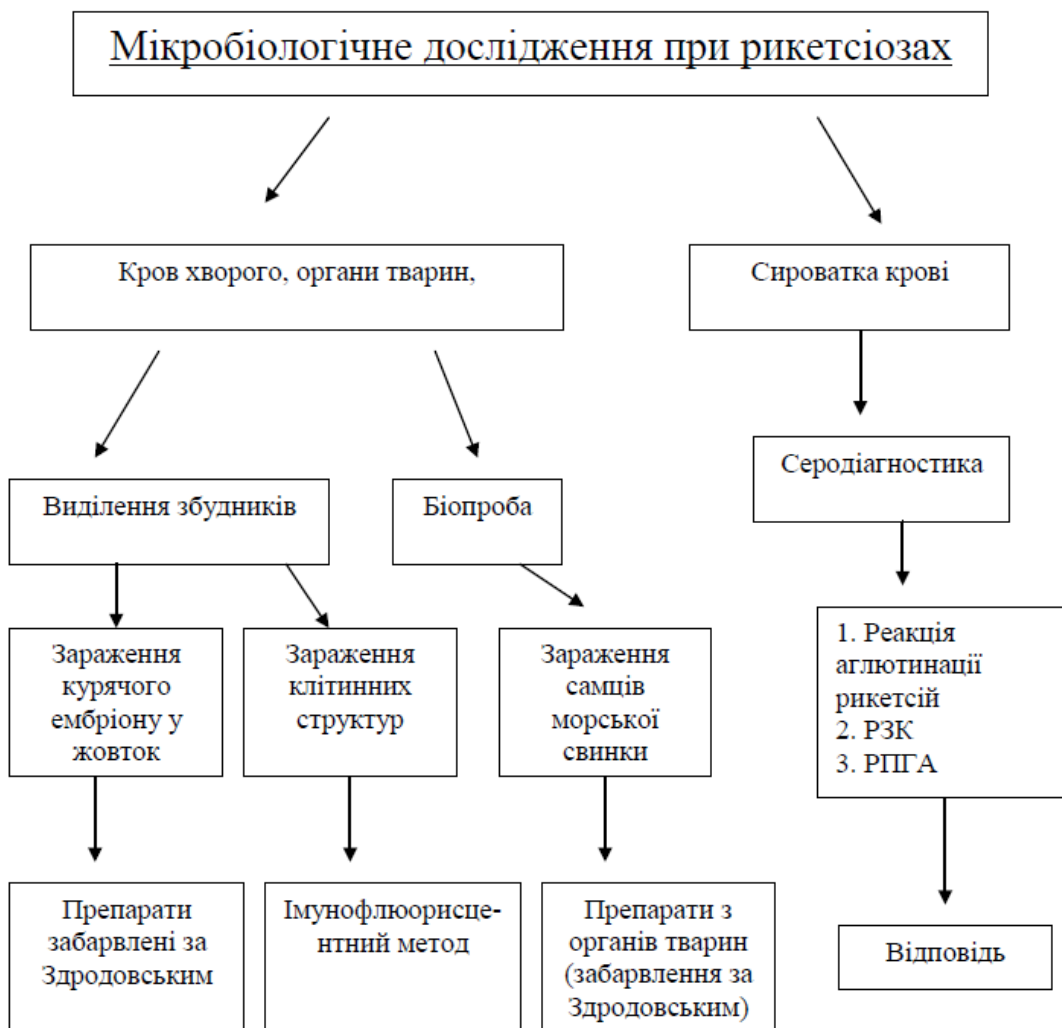 Мікробіологічне дослідження при рикетсіозах
Кров хворого, органи тварин,
Сироватка крові
Серодіагностика
Виділення збудників
Біопроба
Зараження
курячого
ембріону у
жовток
Зараження
клітинних
структур
Зараження
самців
морської
свинки
1. Реакція
аглютинації
рикетсій
2. РЗК
3. РПГА
Препарати
забарвлені за
Здродовським
Імунофлюорисце-
нтний метод
Препарати з
органів тварин
(забарвлення за
Здродовським)
Відповідь